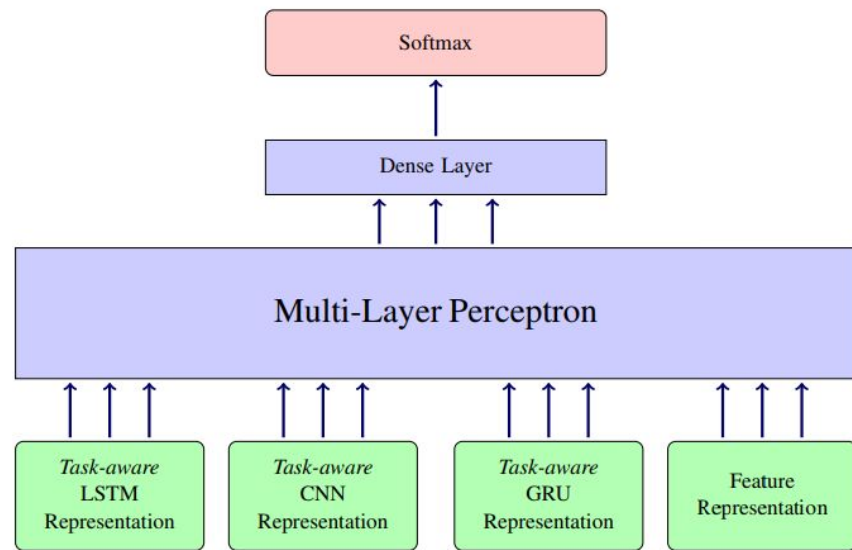 Softmax
Dense Layer
Multi-Layer Perceptron
Task-aware
LSTM
Representation
Task-aware
CNN
Representation
Task-aware
GRU
Representation
Feature
Representation